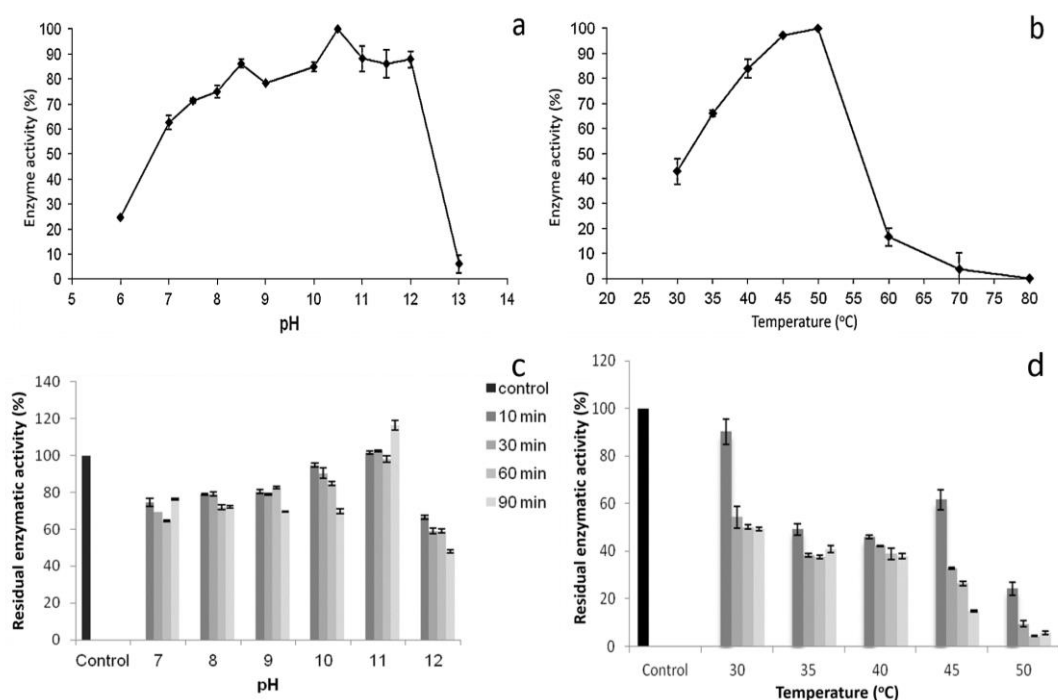 a
Enzyme activity (%)
100
90
80
70
60
50
40
30
20
10
0
5 6 7 8 9 10 11 12 13 14
pH
b
Enzyme activity (%)
100
90
80
70
60
50
40
30
20
10
0
20 30 35 40 45 50 60 70 80
Temperature (°C)
c
Residual enzymatic activity (%)
140
120
100
80
60
40
20
0
Control 7 8 9 10 11 12
pH
control
10 min
30 min
60 min
90 min
d
Residual enzymatic activity (%)
120
100
80
60
40
20
0
Control 30 35 40 45 50
Temperature (°C)